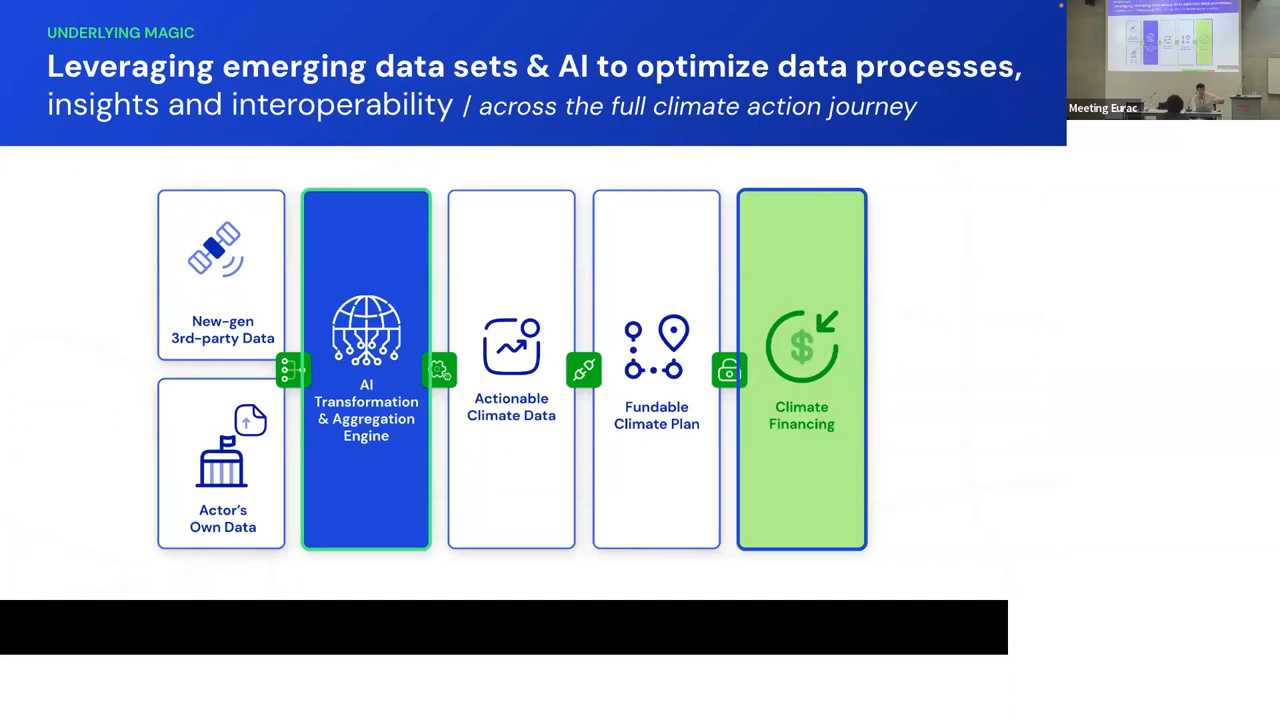 UNDERLYING MAGIC
Leveraging emerging data sets & AI to optimize data processes,
insights and interoperability / across the full climate action journey
Meeting Eurac
New-gen
3rd-party Data
Actor’s
Own Data
AI
Transformation
& Aggregation
Engine
Actionable
Climate Data
Fundable
Climate Plan
$
Climate
Financing